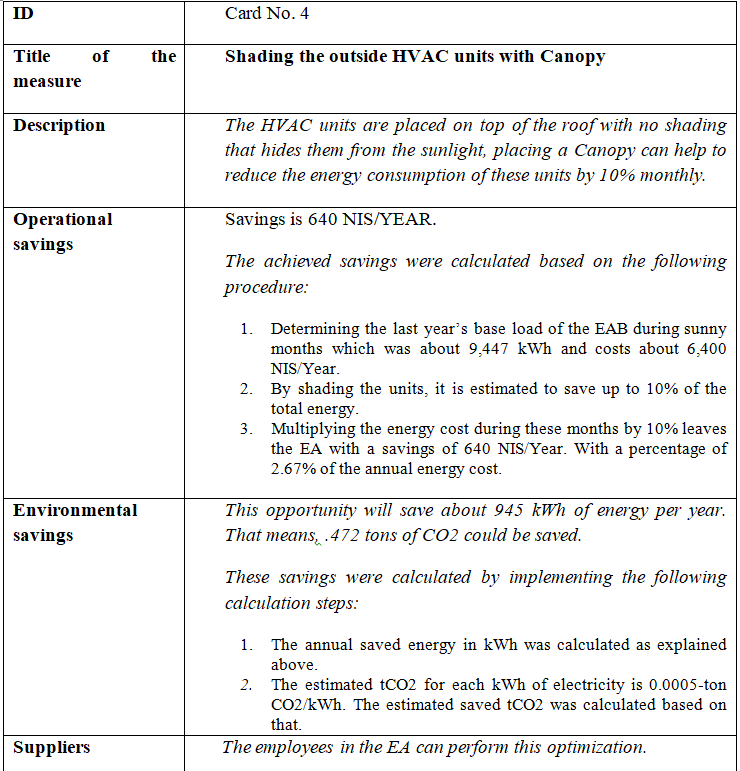 ID
Card No. 4
Title of the
measure
Shading the outside HVAC units with Canopy
Description
The HVAC units are placed on top of the roof with no shading
that hides them from the sunlight, placing a Canopy can help to
reduce the energy consumption of these units by 10% monthly.
Operational
savings
Savings is 640 NIS/YEAR.
The achieved savings were calculated based on the following
procedure:
1. Determining the last year's base load of the EAB during sunny
months which was about 9,447 kWh and costs about 6,400
NIS/Year.
2. By shading the units, it is estimated to save up to 10% of the
total energy.
3. Multiplying the energy cost during these months by 10% leaves
the EA with a savings of 640 NIS/Year. With a percentage of
2.67% of the annual energy cost.
Environmental
savings
This opportunity will save about 945 kWh of energy per year.
That means, .472 tons of CO2 could be saved.
These savings were calculated by implementing the following
calculation steps:
1. The annual saved energy in kWh was calculated as explained
above.
2. The estimated tCO2 for each kWh of electricity is 0.0005-ton
CO2/kWh. The estimated saved tCO2 was calculated based on
that.
Suppliers
The employees in the EA can perform this optimization.